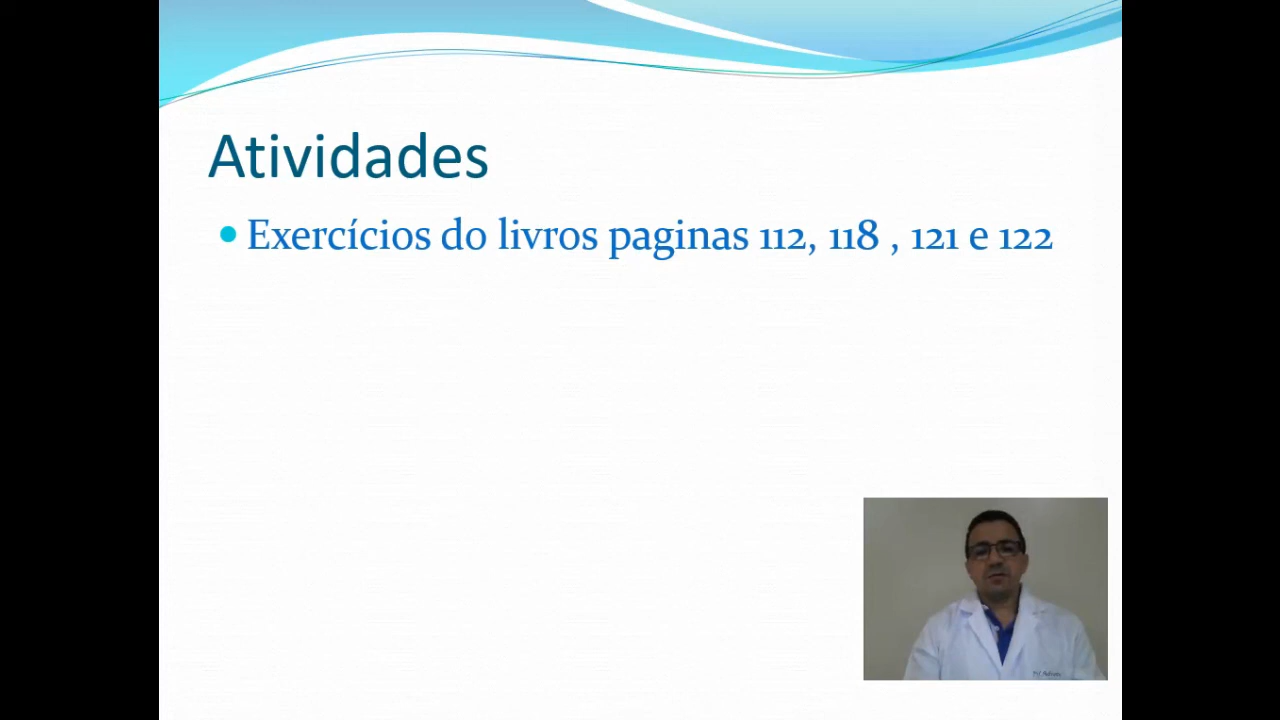 Atividades
Exercícios do livros paginas 112, 118 , 121 e 122